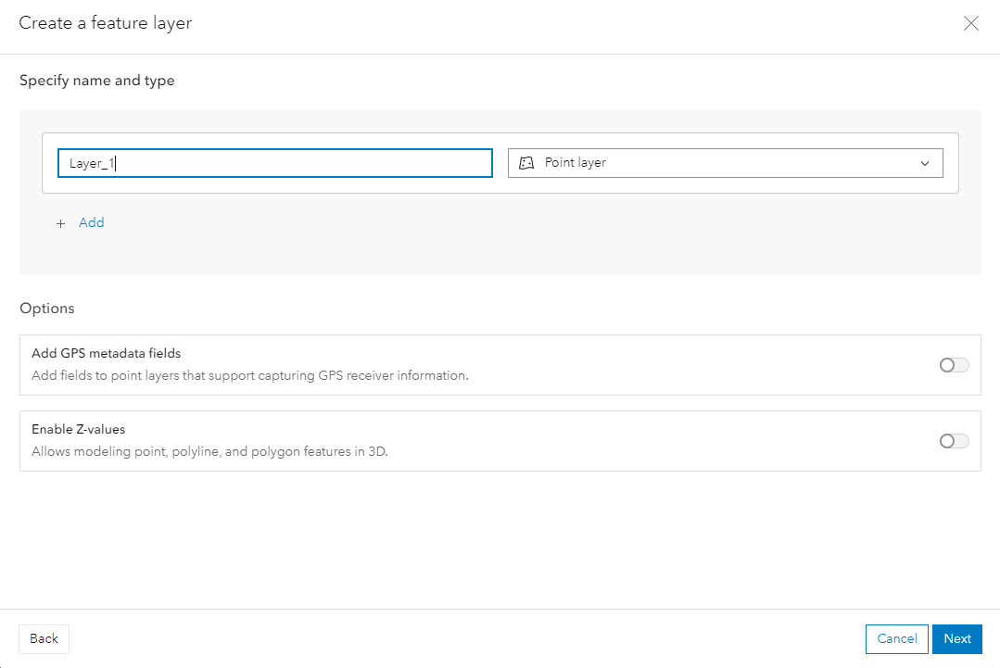 Create a feature layer
Specify name and type
Layer_1
Point layer
+ Add
Options
Add GPS metadata fields
Add fields to point layers that support capturing GPS receiver information.
Enable Z-values
Allows modeling point, polyline, and polygon features in 3D.
Back
Cancel
Next